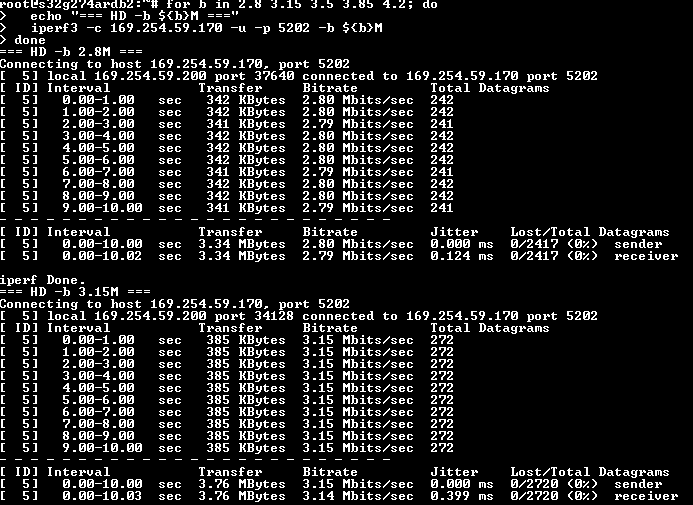 root@s32g274ardb2:~# for b in 2.8 3.15 3.5 3.85 4.2; do
>   echo "=== HD -b ${b}M ==="
>   iperf3 -c 169.254.59.170 -u -p 5202 -b ${b}M
> done
=== HD -b 2.8M ===
Connecting to host 169.254.59.170, port 5202
[  5] local 169.254.59.200 port 37640 connected to 169.254.59.170 port 5202
[ ID] Interval           Transfer     Bitrate         Total Datagrams
[  5]   0.00-1.00   sec   342 KBytes  2.80 Mbits/sec  242
[  5]   1.00-2.00   sec   342 KBytes  2.80 Mbits/sec  242
[  5]   2.00-3.00   sec   341 KBytes  2.79 Mbits/sec  241
[  5]   3.00-4.00   sec   342 KBytes  2.80 Mbits/sec  242
[  5]   4.00-5.00   sec   342 KBytes  2.80 Mbits/sec  242
[  5]   5.00-6.00   sec   342 KBytes  2.80 Mbits/sec  242
[  5]   6.00-7.00   sec   341 KBytes  2.79 Mbits/sec  241
[  5]   7.00-8.00   sec   342 KBytes  2.80 Mbits/sec  242
[  5]   8.00-9.00   sec   342 KBytes  2.80 Mbits/sec  242
[  5]   9.00-10.00  sec   341 KBytes  2.79 Mbits/sec  241
- - - - - - - - - - - - - - - - - - - - - - - - -
[ ID] Interval           Transfer     Bitrate         Jitter    Lost/Total Datagrams
[  5]   0.00-10.00  sec  3.34 MBytes  2.80 Mbits/sec  0.000 ms  0/2417 (0%)  sender
[  5]   0.00-10.02  sec  3.34 MBytes  2.79 Mbits/sec  0.124 ms  0/2417 (0%)  receiver

iperf Done.
=== HD -b 3.15M ===
Connecting to host 169.254.59.170, port 5202
[  5] local 169.254.59.200 port 34128 connected to 169.254.59.170 port 5202
[ ID] Interval           Transfer     Bitrate         Total Datagrams
[  5]   0.00-1.00   sec   385 KBytes  3.15 Mbits/sec  272
[  5]   1.00-2.00   sec   385 KBytes  3.15 Mbits/sec  272
[  5]   2.00-3.00   sec   385 KBytes  3.15 Mbits/sec  272
[  5]   3.00-4.00   sec   385 KBytes  3.15 Mbits/sec  272
[  5]   4.00-5.00   sec   385 KBytes  3.15 Mbits/sec  272
[  5]   5.00-6.00   sec   385 KBytes  3.15 Mbits/sec  272
[  5]   6.00-7.00   sec   385 KBytes  3.15 Mbits/sec  272
[  5]   7.00-8.00   sec   385 KBytes  3.15 Mbits/sec  272
[  5]   8.00-9.00   sec   385 KBytes  3.15 Mbits/sec  272
[  5]   9.00-10.00  sec   385 KBytes  3.15 Mbits/sec  272
- - - - - - - - - - - - - - - - - - - - - - - - -
[ ID] Interval           Transfer     Bitrate         Jitter    Lost/Total Datagrams
[  5]   0.00-10.00  sec  3.76 MBytes  3.15 Mbits/sec  0.000 ms  0/2720 (0%)  sender
[  5]   0.00-10.03  sec  3.76 MBytes  3.14 Mbits/sec  0.399 ms  0/2720 (0%)  receiver